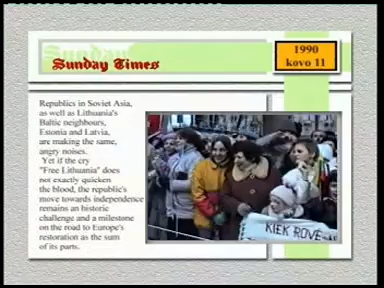 Sunday
Sunday Times
1990
kovo 11
Republics in Soviet Asia,
as well as Lithuania's
Baltic neighbours,
Estonia and Latvia,
are making the same,
angry noises.
Yet if the cry
"Free Lithuania" does
not exactly quicken
the blood, the republic's
move towards independence
remains an historic
challenge and a milestone
on the road to Europe's
restoration as the sum
of its parts.
KIEK ROVĖ